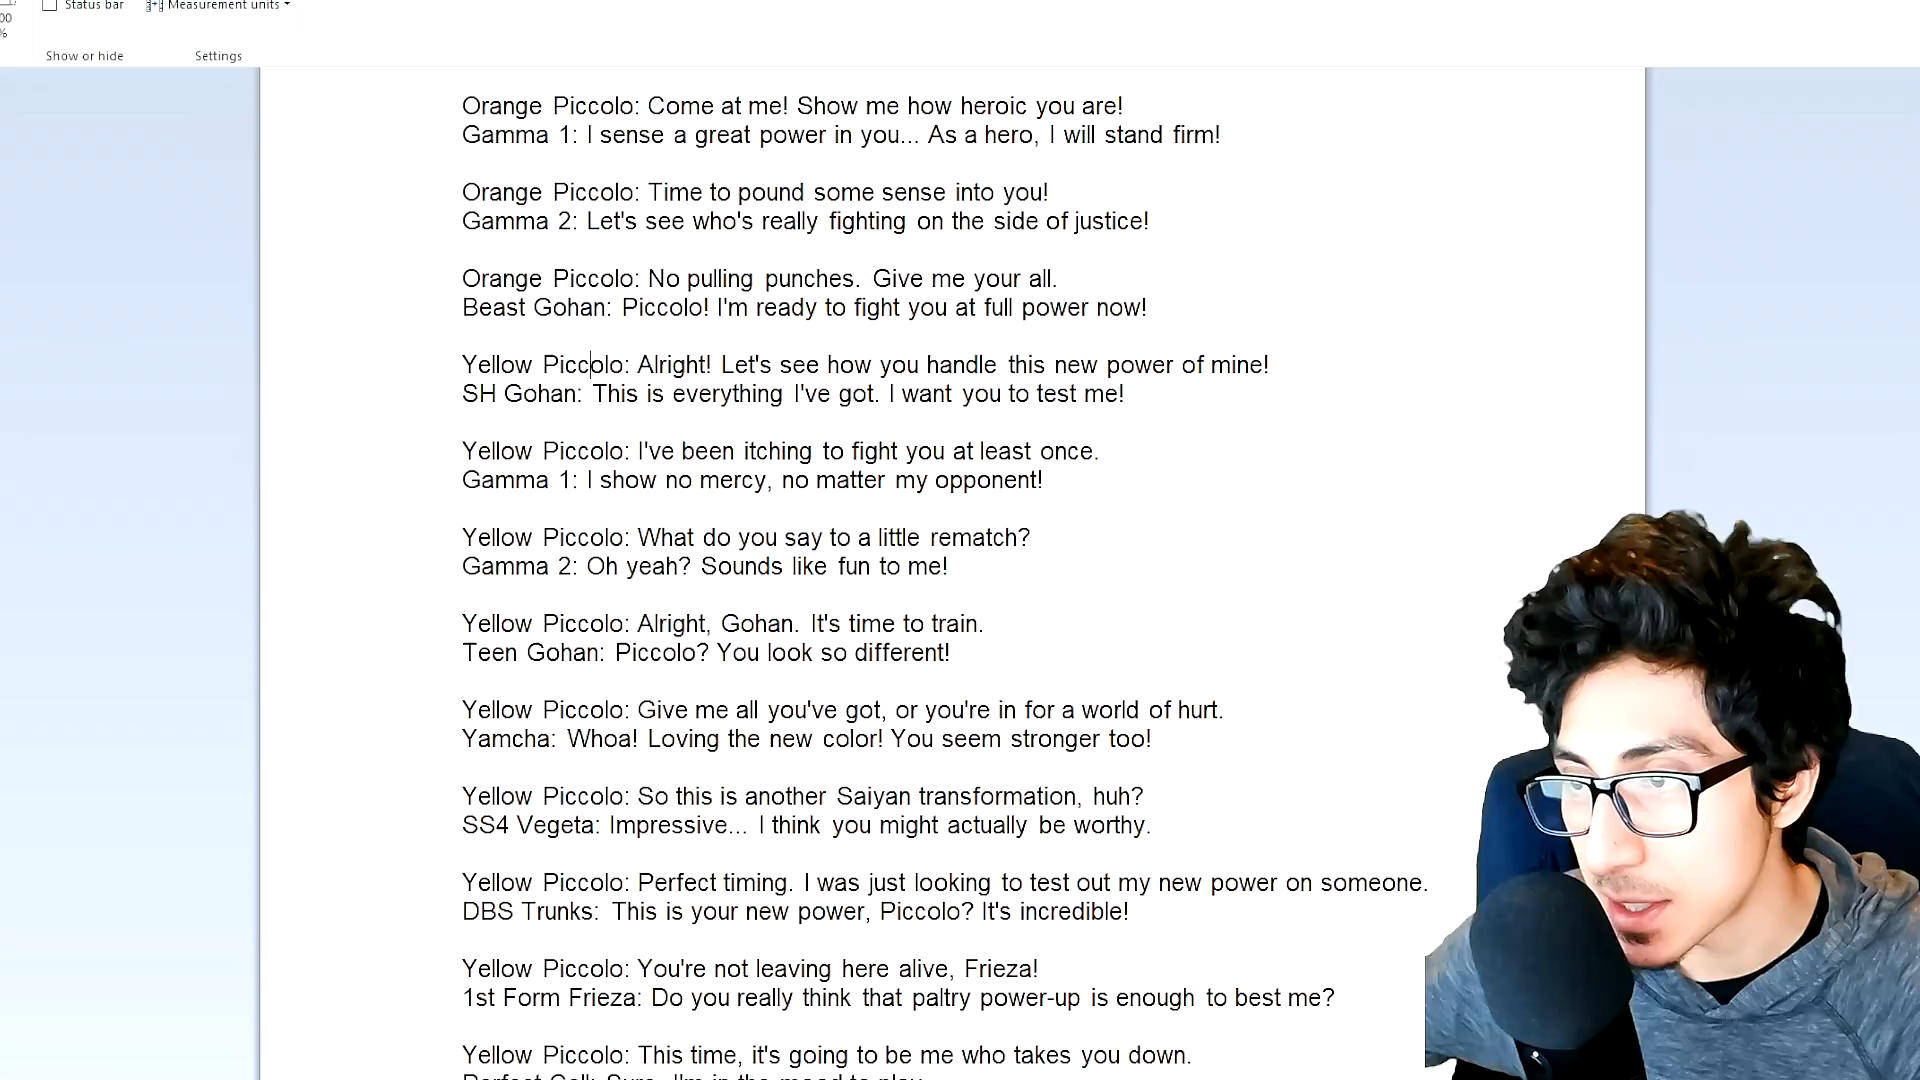 Status bar
Measurement units
00
%
Show or hide
Settings
Orange Piccolo: Come at me! Show me how heroic you are!
Gamma 1: I sense a great power in you... As a hero, I will stand firm!
Orange Piccolo: Time to pound some sense into you!
Gamma 2: Let's see who's really fighting on the side of justice!
Orange Piccolo: No pulling punches. Give me your all.
Beast Gohan: Piccolo! I'm ready to fight you at full power now!
Yellow Piccolo: Alright! Let's see how you handle this new power of mine!
SH Gohan: This is everything I've got. I want you to test me!
Yellow Piccolo: I've been itching to fight you at least once.
Gamma 1: I show no mercy, no matter my opponent!
Yellow Piccolo: What do you say to a little rematch?
Gamma 2: Oh yeah? Sounds like fun to me!
Yellow Piccolo: Alright, Gohan. It's time to train.
Teen Gohan: Piccolo? You look so different!
Yellow Piccolo: Give me all you've got, or you're in for a world of hurt.
Yamcha: Whoa! Loving the new color! You seem stronger too!
Yellow Piccolo: So this is another Saiyan transformation, huh?
SS4 Vegeta: Impressive... I think you might actually be worthy.
Yellow Piccolo: Perfect timing. I was just looking to test out my new power on someone.
DBS Trunks: This is your new power, Piccolo? It's incredible!
Yellow Piccolo: You're not leaving here alive, Frieza!
1st Form Frieza: Do you really think that paltry power-up is enough to best me?
Yellow Piccolo: This time, it's going to be me who takes you down.
Perfect Cell: Sure. I'm in the mood to play.